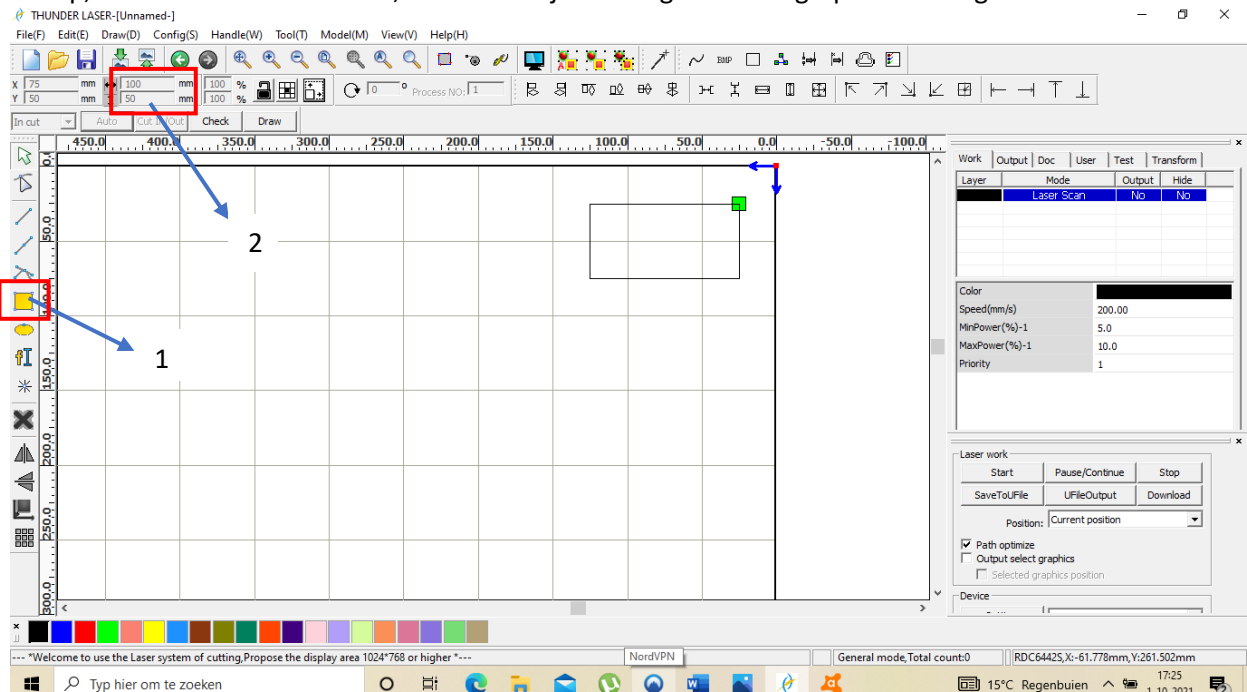 THUNDER LASER-[Unnamed-]
File(F) Edit(E) Draw(D) Config(S) Handle(W) Tool(T) Model(M) View(V) Help(H)
BMP
X 75 mm 100 mm 100 %
Y 50 mm 50 mm 100 %
0 ° Process NO: 1
In cut Auto Cut In/Out Check Draw
450.0 400.0 350.0 300.0 250.0 200.0 150.0 100.0 50.0 0.0 -50.0 -100.0
50.0
150.0
200.0
250.0
300.0
2
1
Work Output Doc User Test Transform
Layer Mode Output Hide
Laser Scan No No
Color
Speed(mm/s) 200.00
MinPower(%)-1 5.0
MaxPower(%)-1 10.0
Priority 1
Laser work
Start Pause/Continue Stop
SaveToUFile UFileOutput Download
Position: Current position
Path optimize
Output select graphics
Selected graphics position
Device
--- *Welcome to use the Laser system of cutting,Propose the display area 1024*768 or higher *---
NordVPN
General mode,Total count:0
RDC6442S,X:-61.778mm,Y:261.502mm
Typ hier om te zoeken
15°C Regenbuien
17:25
1-10-2021